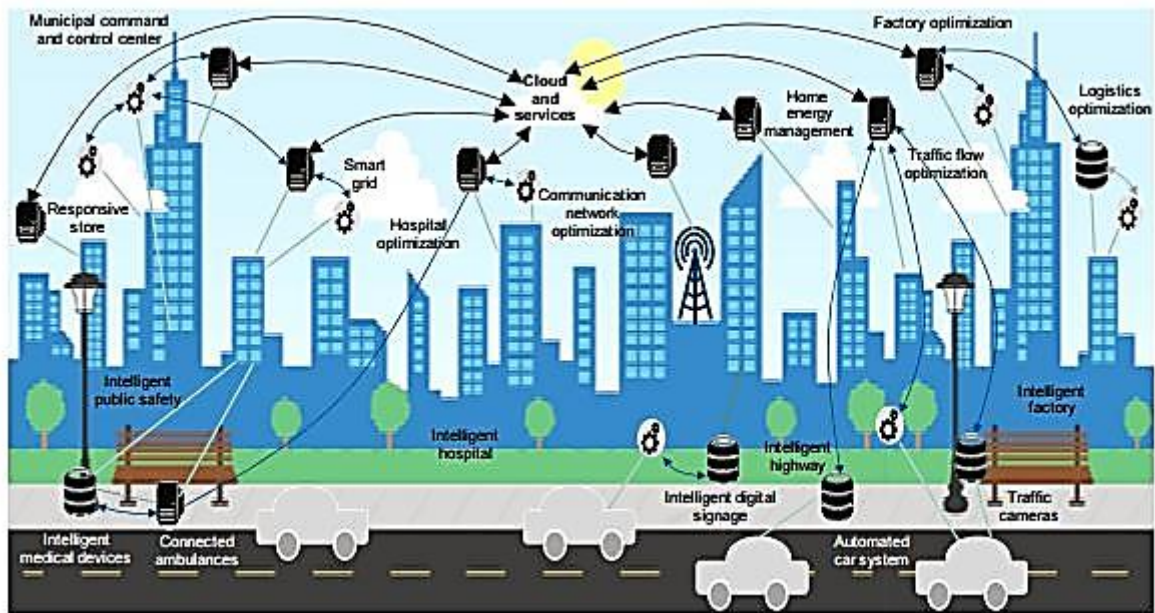 Municipal command
and control center
Factory optimization
Cloud
and
services
Home
energy
management
Logistics
optimization
Smart
grid
Traffic flow
optimization
Responsive
store
Hospital
optimization
Communication
network
optimization
Intelligent
public safety
Intelligent
factory
Intelligent
hospital
Intelligent
highway
Intelligent digital
signage
Traffic
cameras
Intelligent
medical devices
Connected
ambulances
Automated
car system